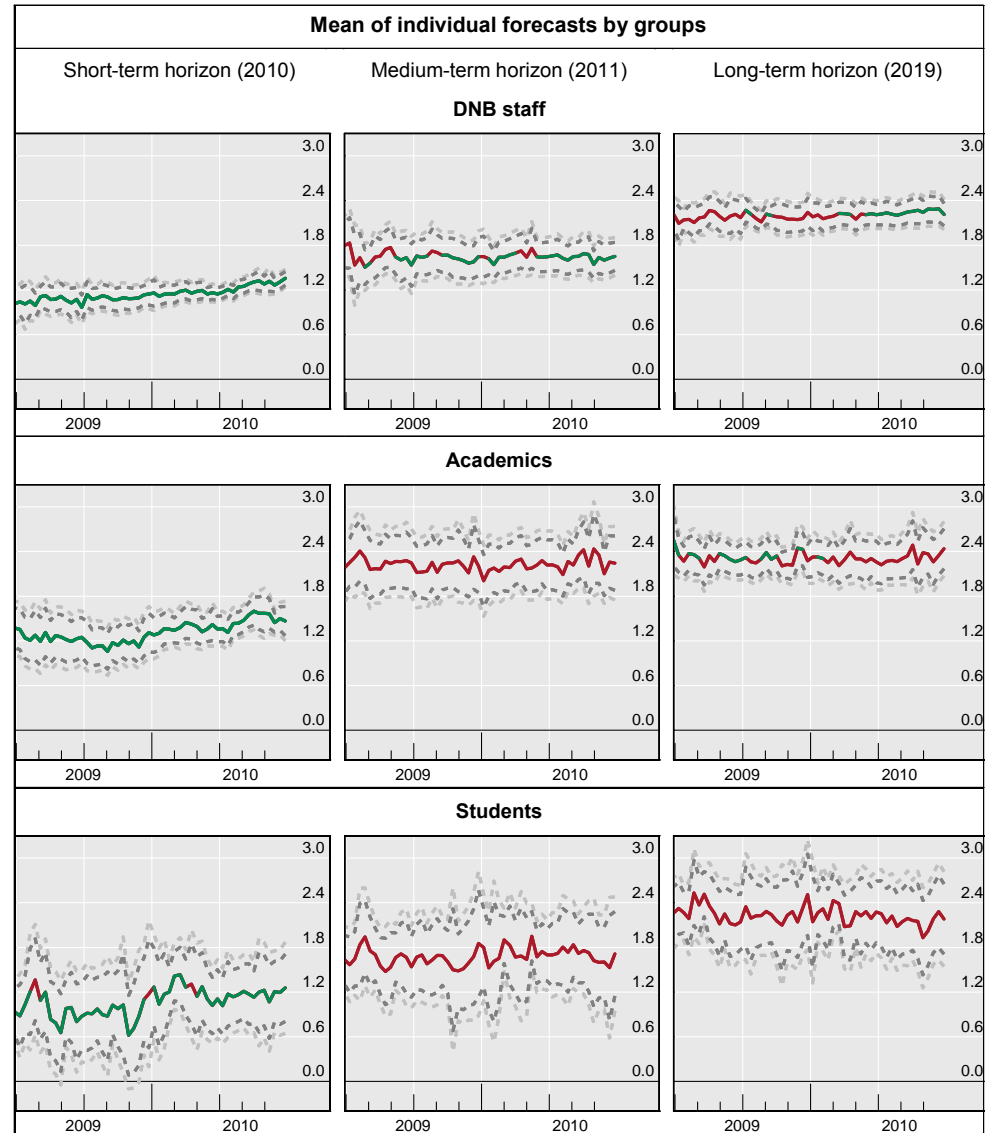 Mean of individual forecasts by groups
Short-term horizon (2010) Medium-term horizon (2011) Long-term horizon (2019)
DNB staff
3.0 3.0 3.0
2.4 2.4 2.4
1.8 1.8 1.8
1.2 1.2 1.2
0.6 0.6 0.6
0.0 0.0 0.0
2009 2010 2009 2010 2009 2010
Academics
3.0 3.0 3.0
2.4 2.4 2.4
1.8 1.8 1.8
1.2 1.2 1.2
0.6 0.6 0.6
0.0 0.0 0.0
2009 2010 2009 2010 2009 2010
Students
3.0 3.0 3.0
2.4 2.4 2.4
1.8 1.8 1.8
1.2 1.2 1.2
0.6 0.6 0.6
0.0 0.0 0.0
2009 2010 2009 2010 2009 2010